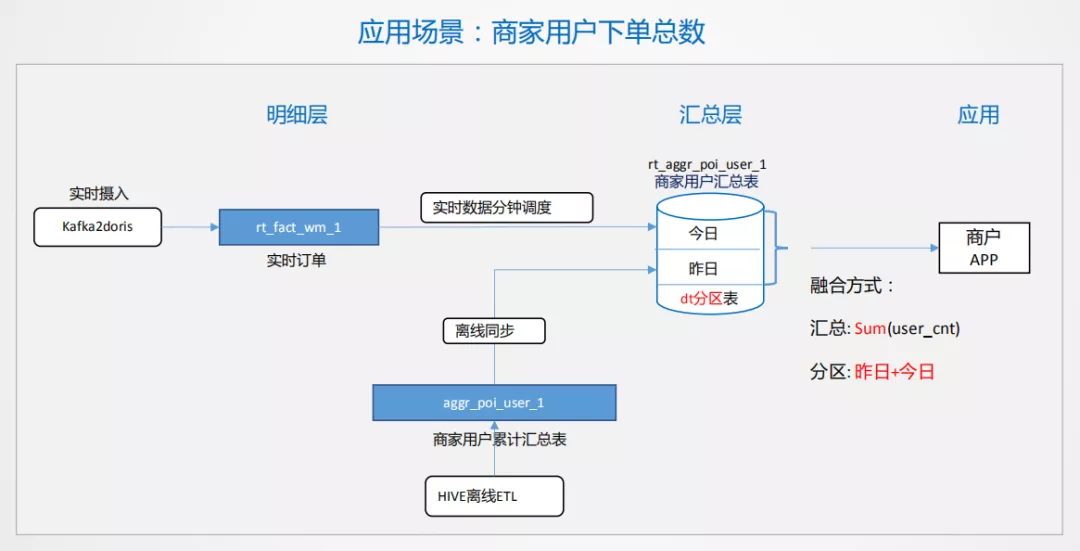 应用场景：商家用户下单总数
明细层
汇总层
应用
rt_aggr_poi_user_1
商家用户汇总表
实时摄入
Kafka2doris
rt_fact_wm_1
实时订单
实时数据分钟调度
今日
昨日
dt分区表
商户
APP
融合方式：
汇总: Sum(user_cnt)
分区: 昨日+今日
离线同步
aggr_poi_user_1
商家用户累计汇总表
HIVE离线ETL